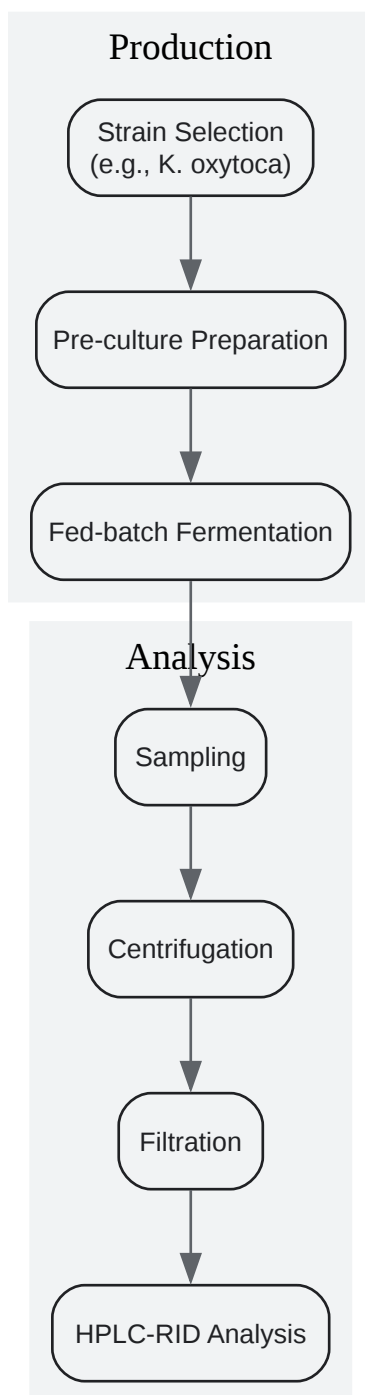 Production
Strain Selection
(e.g., K. oxytoca)
Pre-culture Preparation
Fed-batch Fermentation
Analysis
Sampling
Centrifugation
Filtration
HPLC-RID Analysis